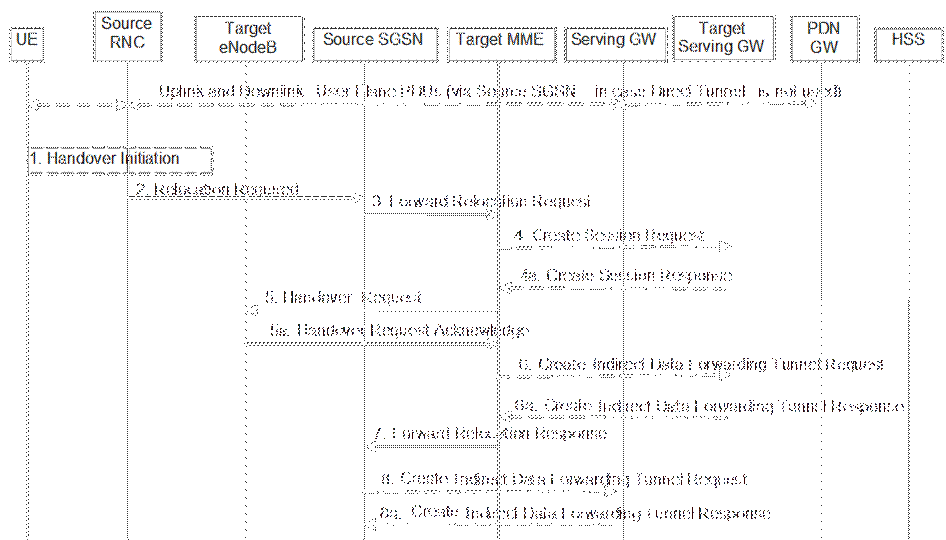 UE
Source
RNC
Target
eNodeB
Source SGSN
Target MME
Serving GW
Target
Serving GW
PDN
GW
HSS
Uplink and Downlink User Plane PDUs (via Source SGSN in case Direct Tunnel is not used)
1. Handover Initiation
2. Relocation Required
3. Forward Relocation Request
4. Create Session Request
4a. Create Session Response
5. Handover Request
5a. Handover Request Acknowledge
6. Create Indirect Data Forwarding Tunnel Request
6a. Create Indirect Data Forwarding Tunnel Response
7. Forward Relocation Response
8. Create Indirect Data Forwarding Tunnel Request
8a. Create Indirect Data Forwarding Tunnel Response